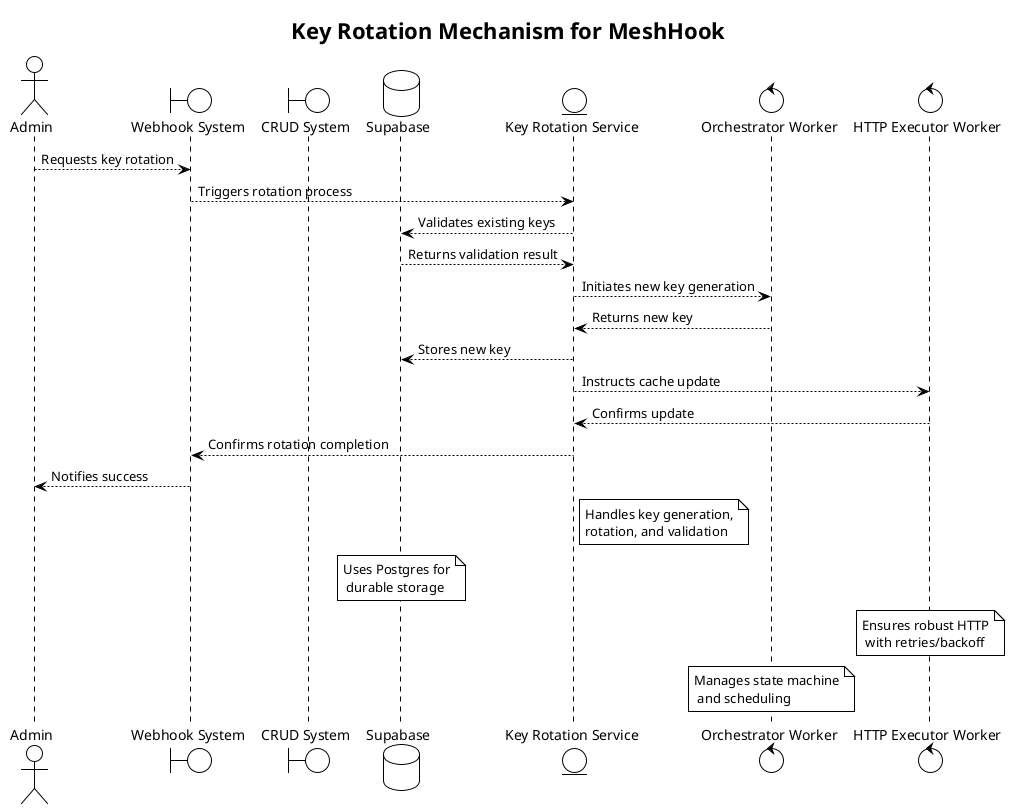 Key Rotation Mechanism for MeshHook
Admin
Webhook System
CRUD System
Supabase
Key Rotation Service
Orchestrator Worker
HTTP Executor Worker
Requests key rotation
Triggers rotation process
Validates existing keys
Returns validation result
Initiates new key generation
Returns new key
Stores new key
Instructs cache update
Confirms update
Confirms rotation completion
Notifies success
Handles key generation,
rotation, and validation
Uses Postgres for
durable storage
Ensures robust HTTP
with retries/backoff
Manages state machine
and scheduling
Admin
Webhook System
CRUD System
Supabase
Key Rotation Service
Orchestrator Worker
HTTP Executor Worker